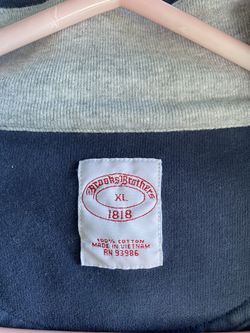 Brooks Brothers
XL
1818
100% COTTON
MADE IN VIETNAM
RN 93986